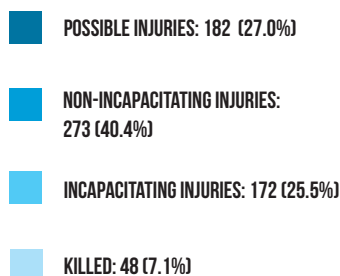 POSSIBLE INJURIES: 182 (27.0%)
NON-INCAPACITATING INJURIES:
273 (40.4%)
INCAPACITATING INJURIES: 172 (25.5%)
KILLED: 48 (7.1%)